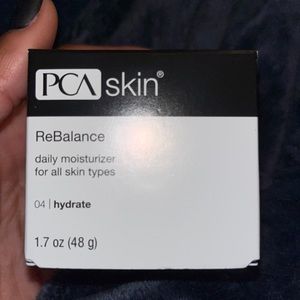 PCA skin®
ReBalance
daily moisturizer
for all skin types
04 | hydrate
1.7 oz (48 g)